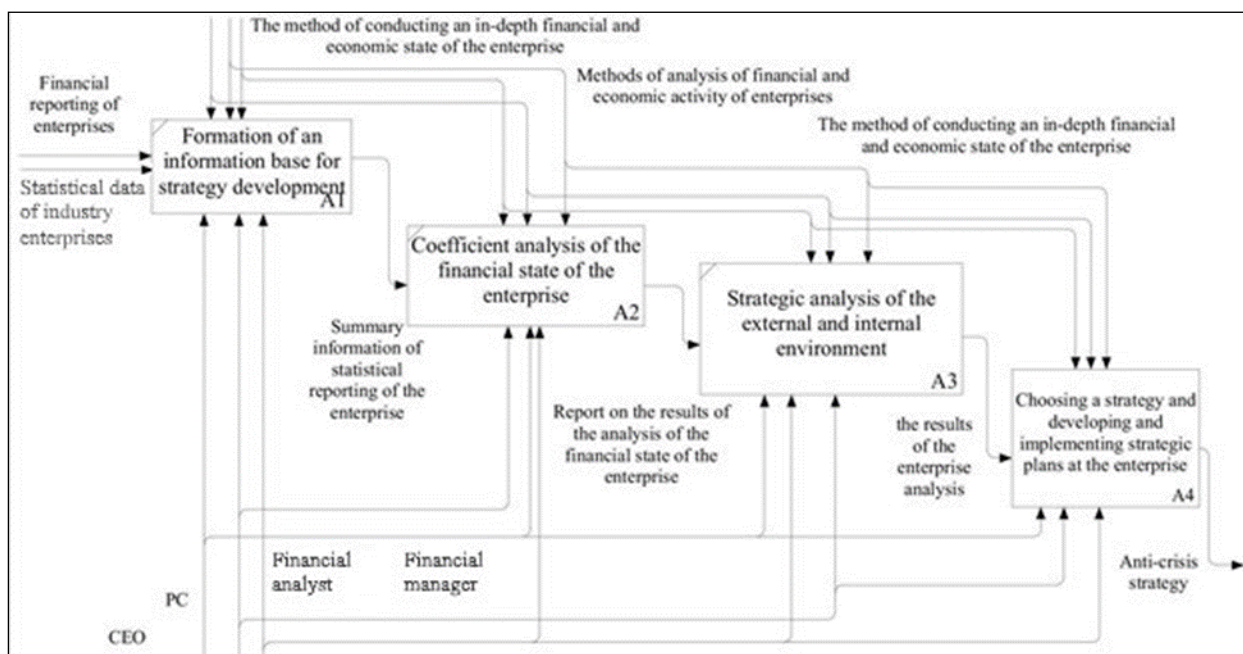 The method of conducting an in-depth financial and
economic state of the enterprise
Financial
reporting of
enterprises
Methods of analysis of financial and
economic activity of enterprises
The method of conducting an in-depth financial
and economic state of the enterprise
Formation of an
information base for
strategy development
A1
Statistical data
of industry
enterprises
Coefficient analysis of the
financial state of the
enterprise
A2
Strategic analysis of the
external and internal
environment
A3
Summary
information of
statistical
reporting of the
enterprise
Report on the results of
the analysis of the
financial state of the
enterprise
the results
of the
enterprise
analysis
Choosing a strategy and
developing and
implementing strategic
plans at the enterprise
A4
Financial
analyst
Financial
manager
Anti-crisis
strategy
PC
CEO